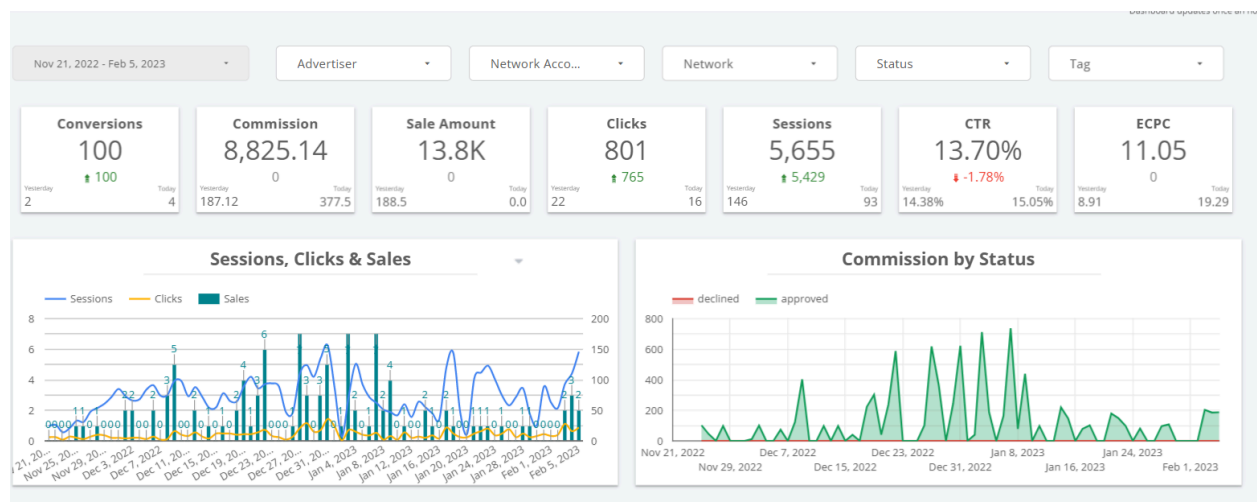 Dashboard updates once an ho
Nov 21, 2022 - Feb 5, 2023
Advertiser
Network Acco...
Network
Status
Tag
Conversions
100
100
Yesterday Today
2 4
Commission
8,825.14
0
Yesterday Today
187.12 377.5
Sale Amount
13.8K
0
Yesterday Today
188.5 0.0
Clicks
801
765
Yesterday Today
22 16
Sessions
5,655
5,429
Yesterday Today
146 93
CTR
13.70%
-1.78%
Yesterday Today
14.38% 15.05%
ECPC
11.05
0
Yesterday Today
8.91 19.29
Sessions, Clicks & Sales
Sessions Clicks Sales
8 200
6 150
4 100
2 50
0 0
21, 20... Nov 25, 20... Nov 29, 20... Dec 3, 2022 Dec 7, 2022 Dec 11, 20... Dec 15, 20... Dec 19, 20... Dec 23, 20... Dec 27, 20... Dec 31, 20... Jan 4, 2023 Jan 8, 2023 Jan 12, 2023 Jan 16, 2023 Jan 20, 2023 Jan 24, 2023 Jan 28, 2023 Feb 1, 2023 Feb 5, 2023
Commission by Status
declined approved
800
600
400
200
0
Nov 21, 2022 Dec 7, 2022 Dec 23, 2022 Jan 8, 2023 Jan 24, 2023
Nov 29, 2022 Dec 15, 2022 Dec 31, 2022 Jan 16, 2023 Feb 1, 2023